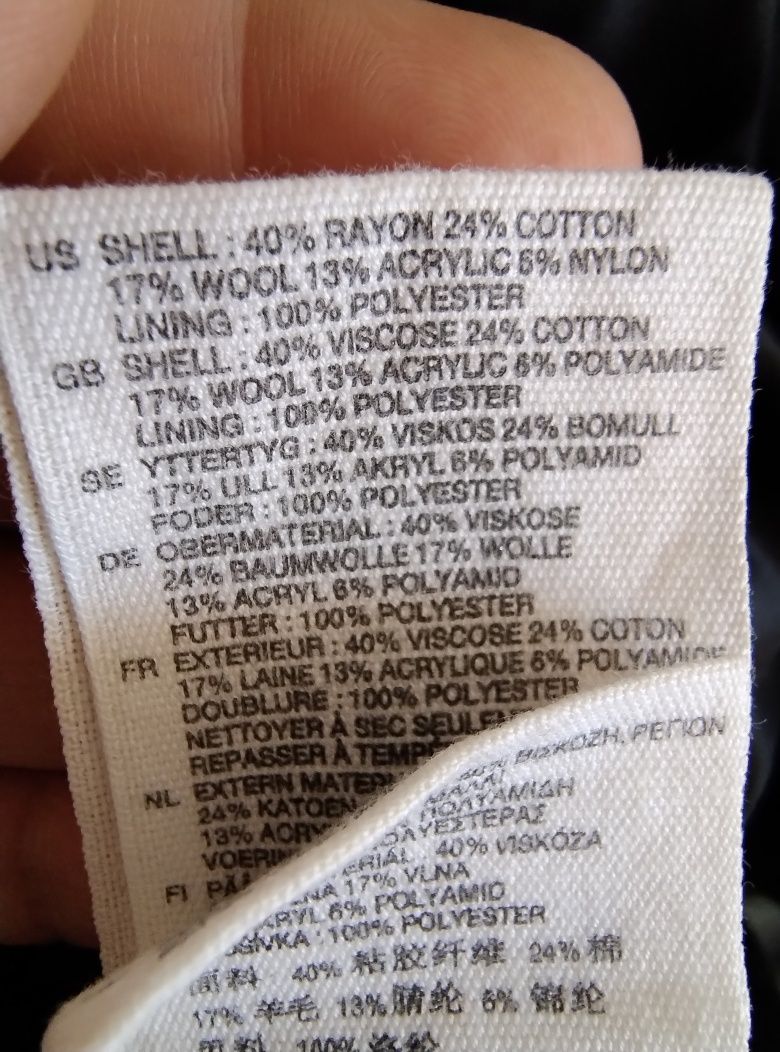 US SHELL : 40% RAYON 24% COTTON
17% WOOL 13% ACRYLIC 6% NYLON
LINING : 100% POLYESTER
GB SHELL : 40% VISCOSE 24% COTTON
17% WOOL 13% ACRYLIC 6% POLYAMIDE
LINING : 100% POLYESTER
SE YTTERTYG : 40% VISKOS 24% BOMULL
17% ULL 13% AKRYL 6% POLYAMID
FODER : 100% POLYESTER
DE OBERMATERIAL : 40% VISKOSE
24% BAUMWOLLE 17% WOLLE
13% ACRYL 6% POLYAMID
FUTTER : 100% POLYESTER
FR EXTERIEUR : 40% VISCOSE 24% COTON
17% LAINE 13% ACRYLIQUE 6% POLYAMIDE
DOUBLURE : 100% POLYESTER
NETTOYER À SEC
REPASSER À
NL EXTERN
24% KATOEN
13%
FI
40% ΒΙΣΚΟΖΗ, ΡΕΓΙΟΝ
ΠΟΛΥΑΜΙΔΗ
40% VISKÓZA
17% VLNA
6% POLYAMID
: 100% POLYESTER
面料 : 40% 粘胶纤维 24% 棉
17% 羊毛 13% 腈纶 6% 锦纶
100%